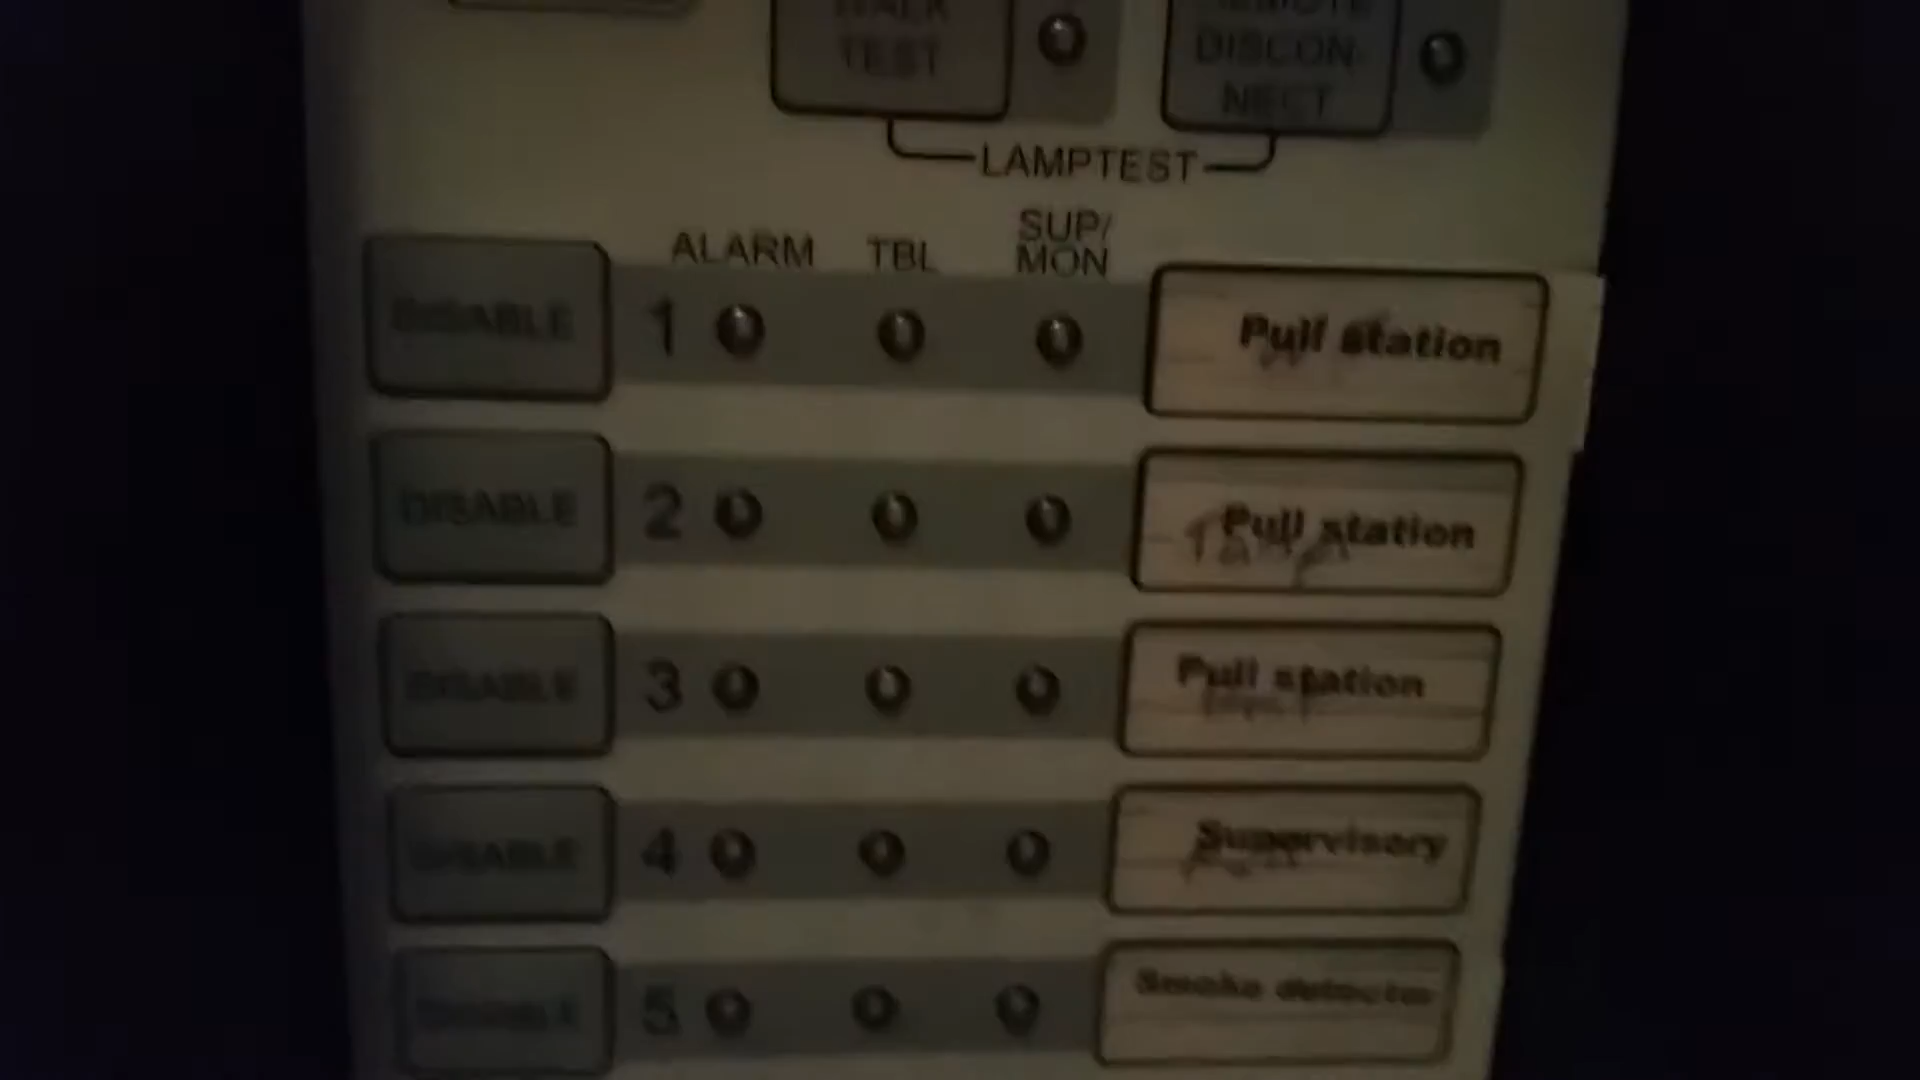 WALK
TEST
REMOTE
DISCON-
NECT
LAMPTEST
ALARM TBL SUP/
MON
DISABLE 1 Pull station
DISABLE 2 Pull station
DISABLE 3 Pull station
DISABLE 4 Supervisory
DISABLE 5 Smoke detector